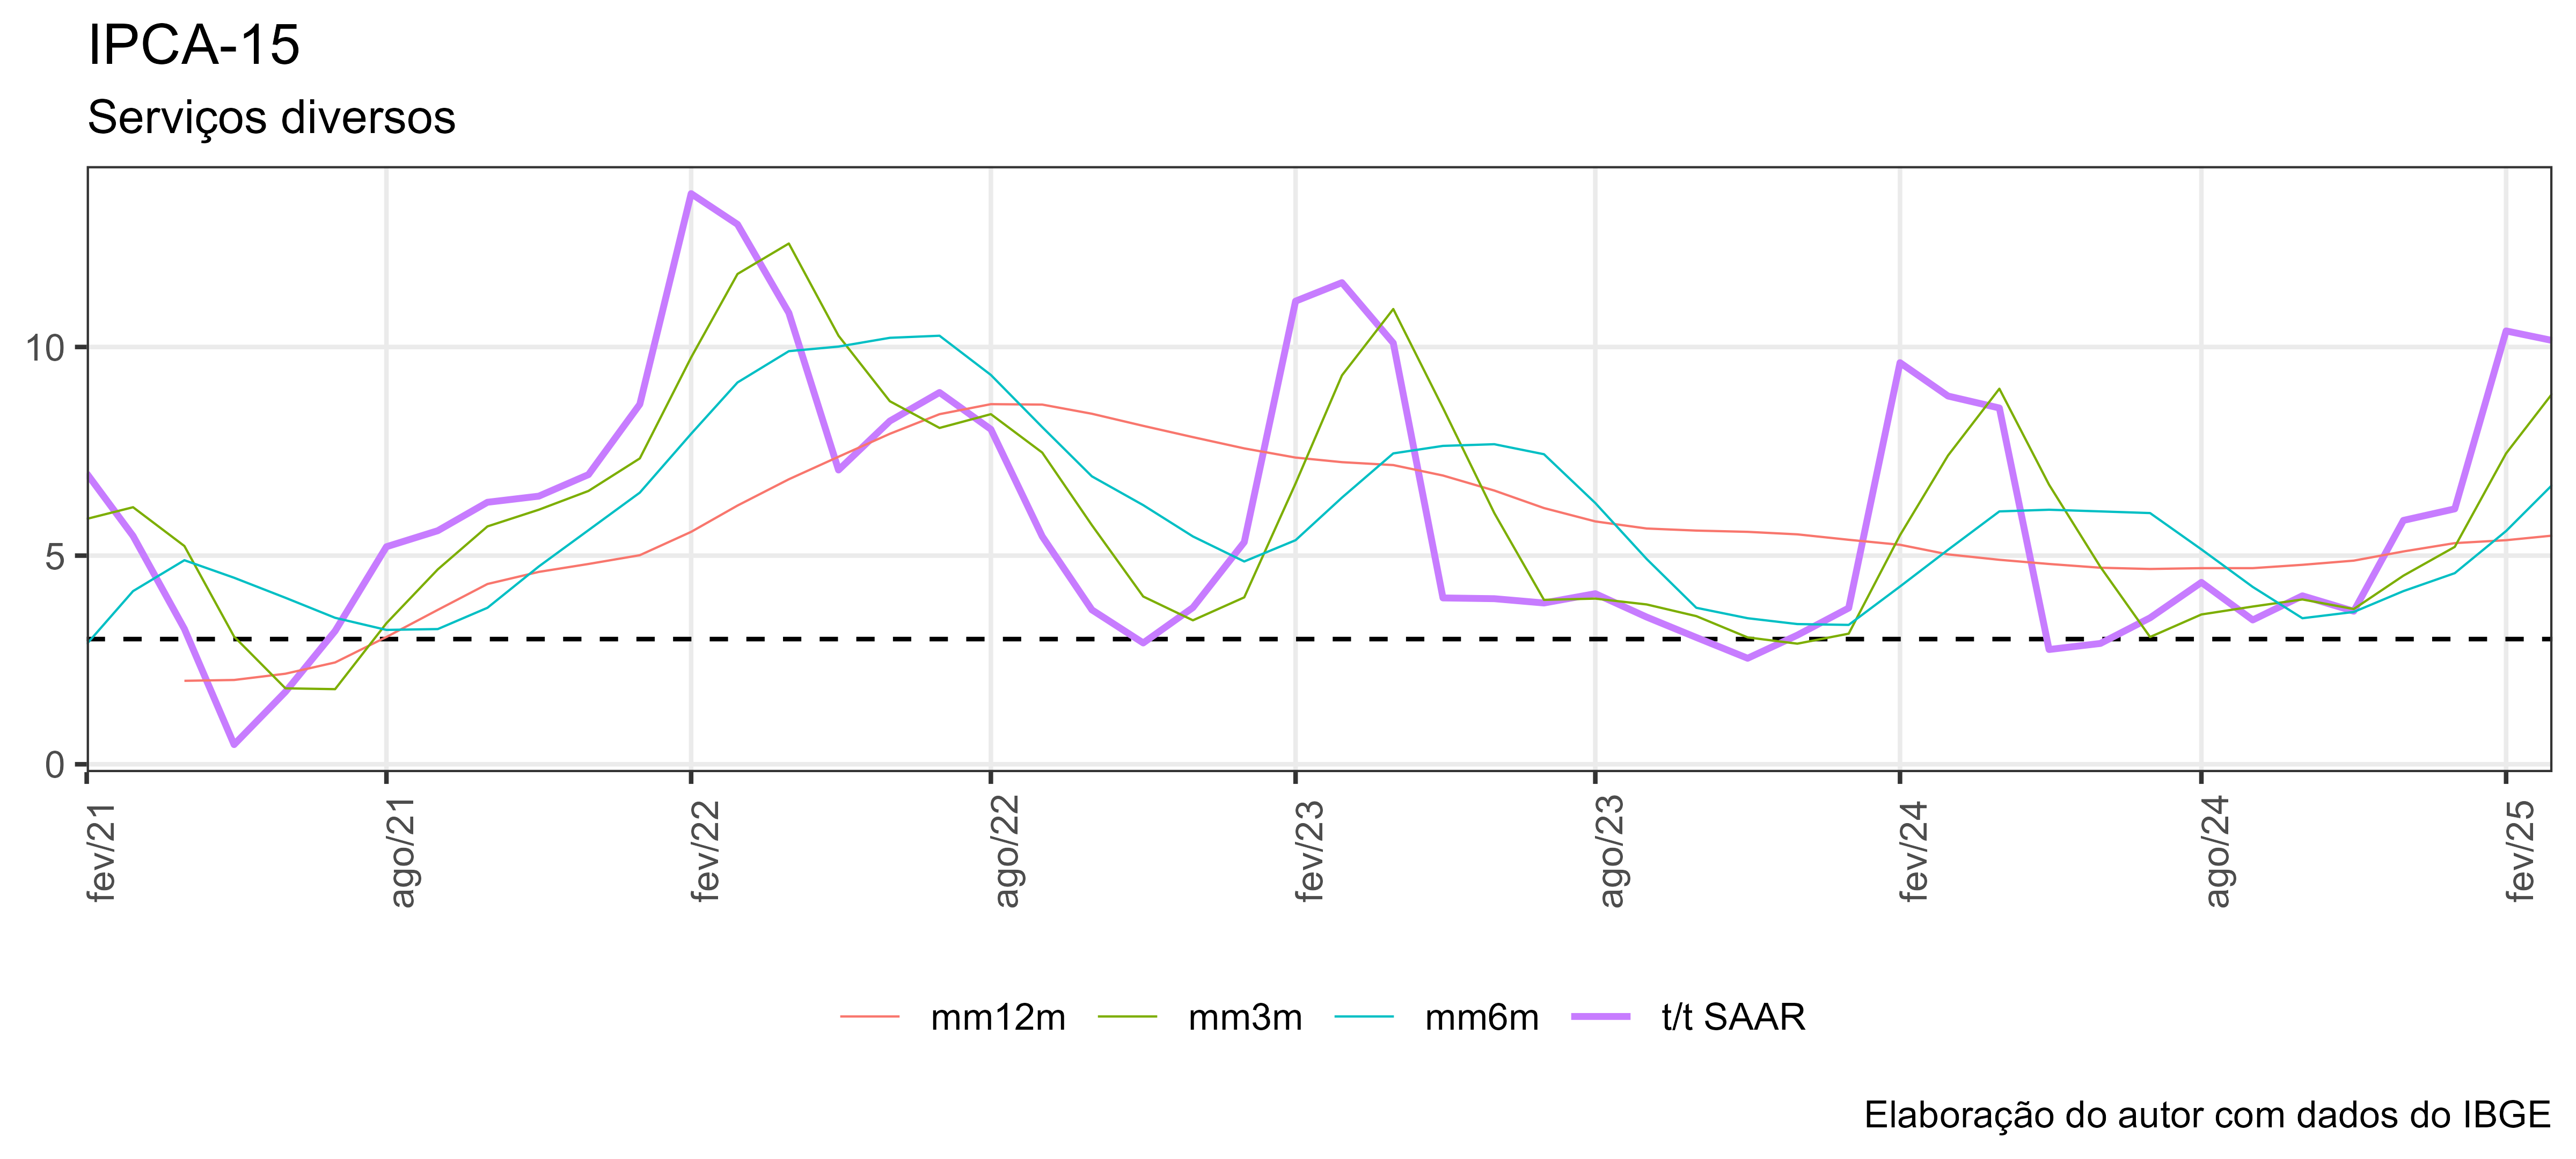 IPCA-15
Serviços diversos
10
5
0
fev/21
ago/21
fev/22
ago/22
fev/23
ago/23
fev/24
ago/24
fev/25
mm12m mm3m mm6m t/t SAAR
Elaboração do autor com dados do IBGE